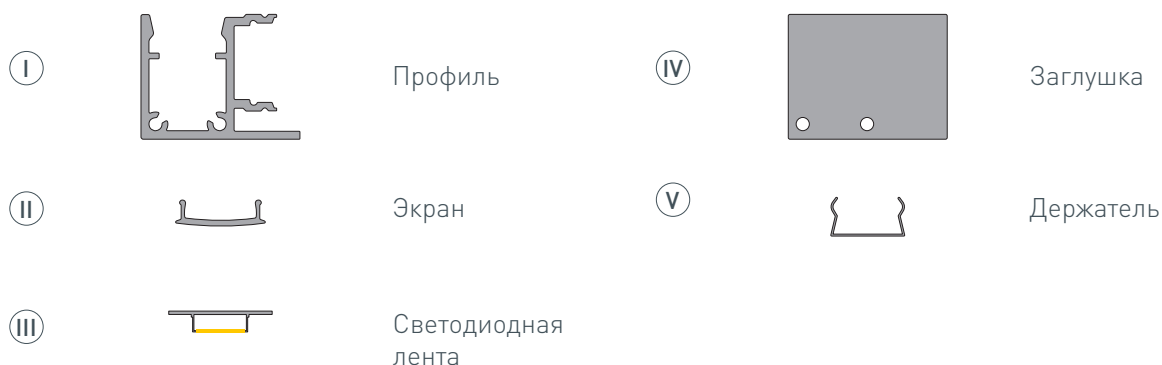 I
Профиль
II
Экран
III
Светодиодная
лента
IV
Заглушка
V
Держатель